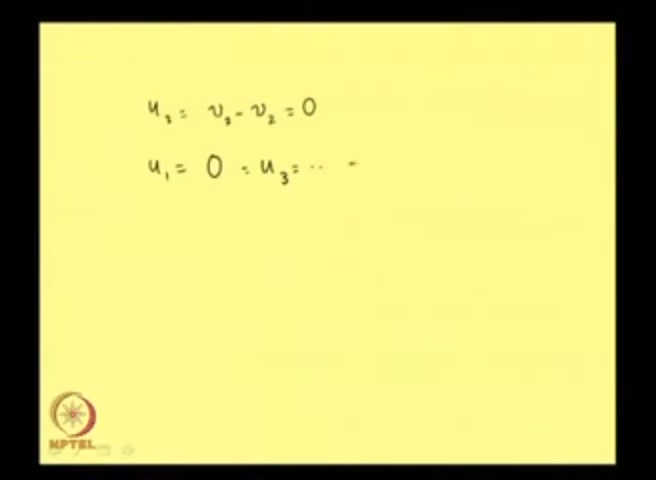 u₂ = v₂ - v₂ = 0
u₁ = 0 = u₃ = ·· =
NPTEL